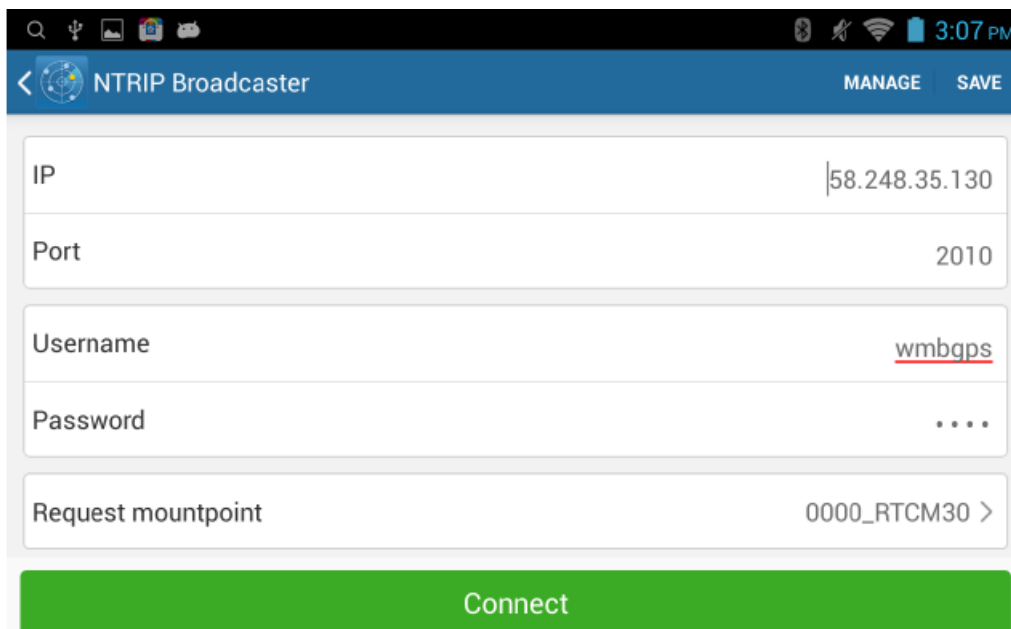 3:07 PM
NTRIP Broadcaster MANAGE SAVE
IP 58.248.35.130
Port 2010
Username wmbgps
Password ••••
Request mountpoint 0000_RTCM30 >
Connect